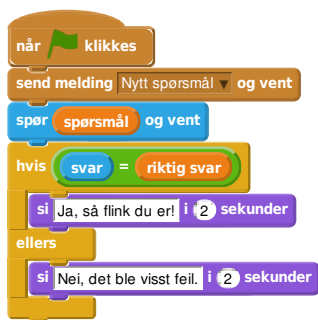 når klikkes
send melding Nytt spørsmål og vent
spør spørsmål og vent
hvis svar = riktig svar
si Ja, så flink du er! i 2 sekunder
ellers
si Nei, det ble visst feil. i 2 sekunder